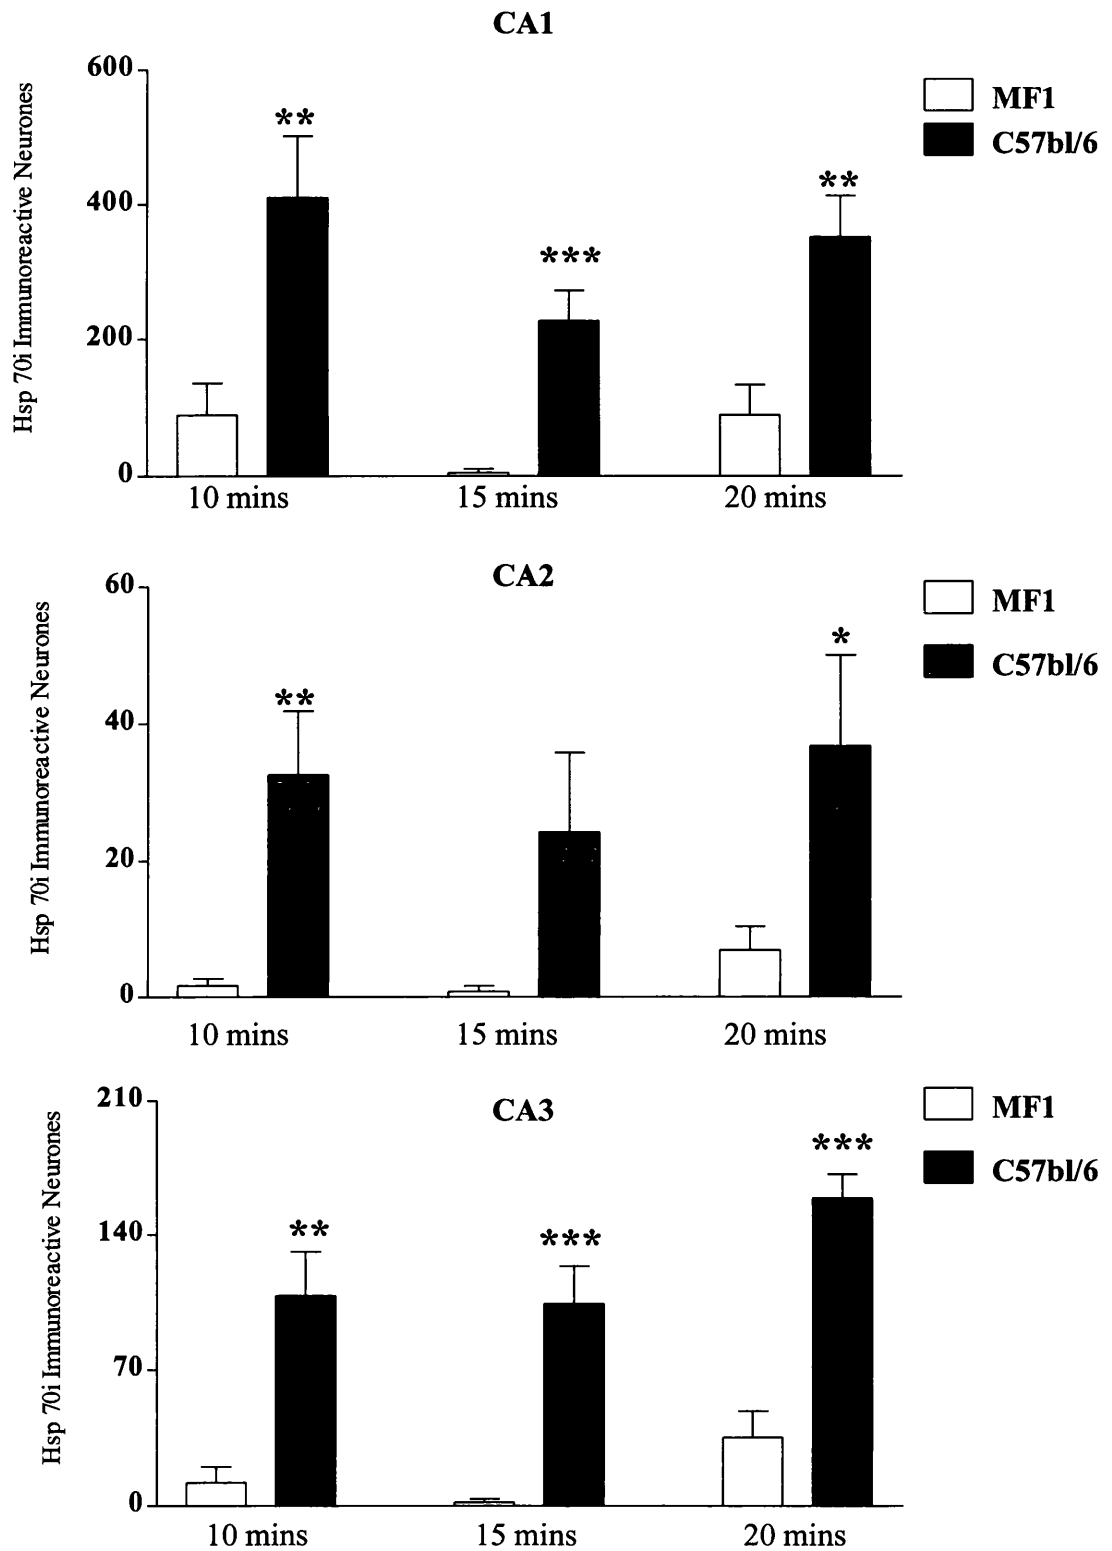 CA1
Hsp 70i Immunoreactive Neurones
600
400
200
0
**
***
**
10 mins
15 mins
20 mins
MF1
C57bl/6
CA2
Hsp 70i Immunoreactive Neurones
60
40
20
0
**
*
10 mins
15 mins
20 mins
MF1
C57bl/6
CA3
Hsp 70i Immunoreactive Neurones
210
140
70
0
**
***
***
10 mins
15 mins
20 mins
MF1
C57bl/6